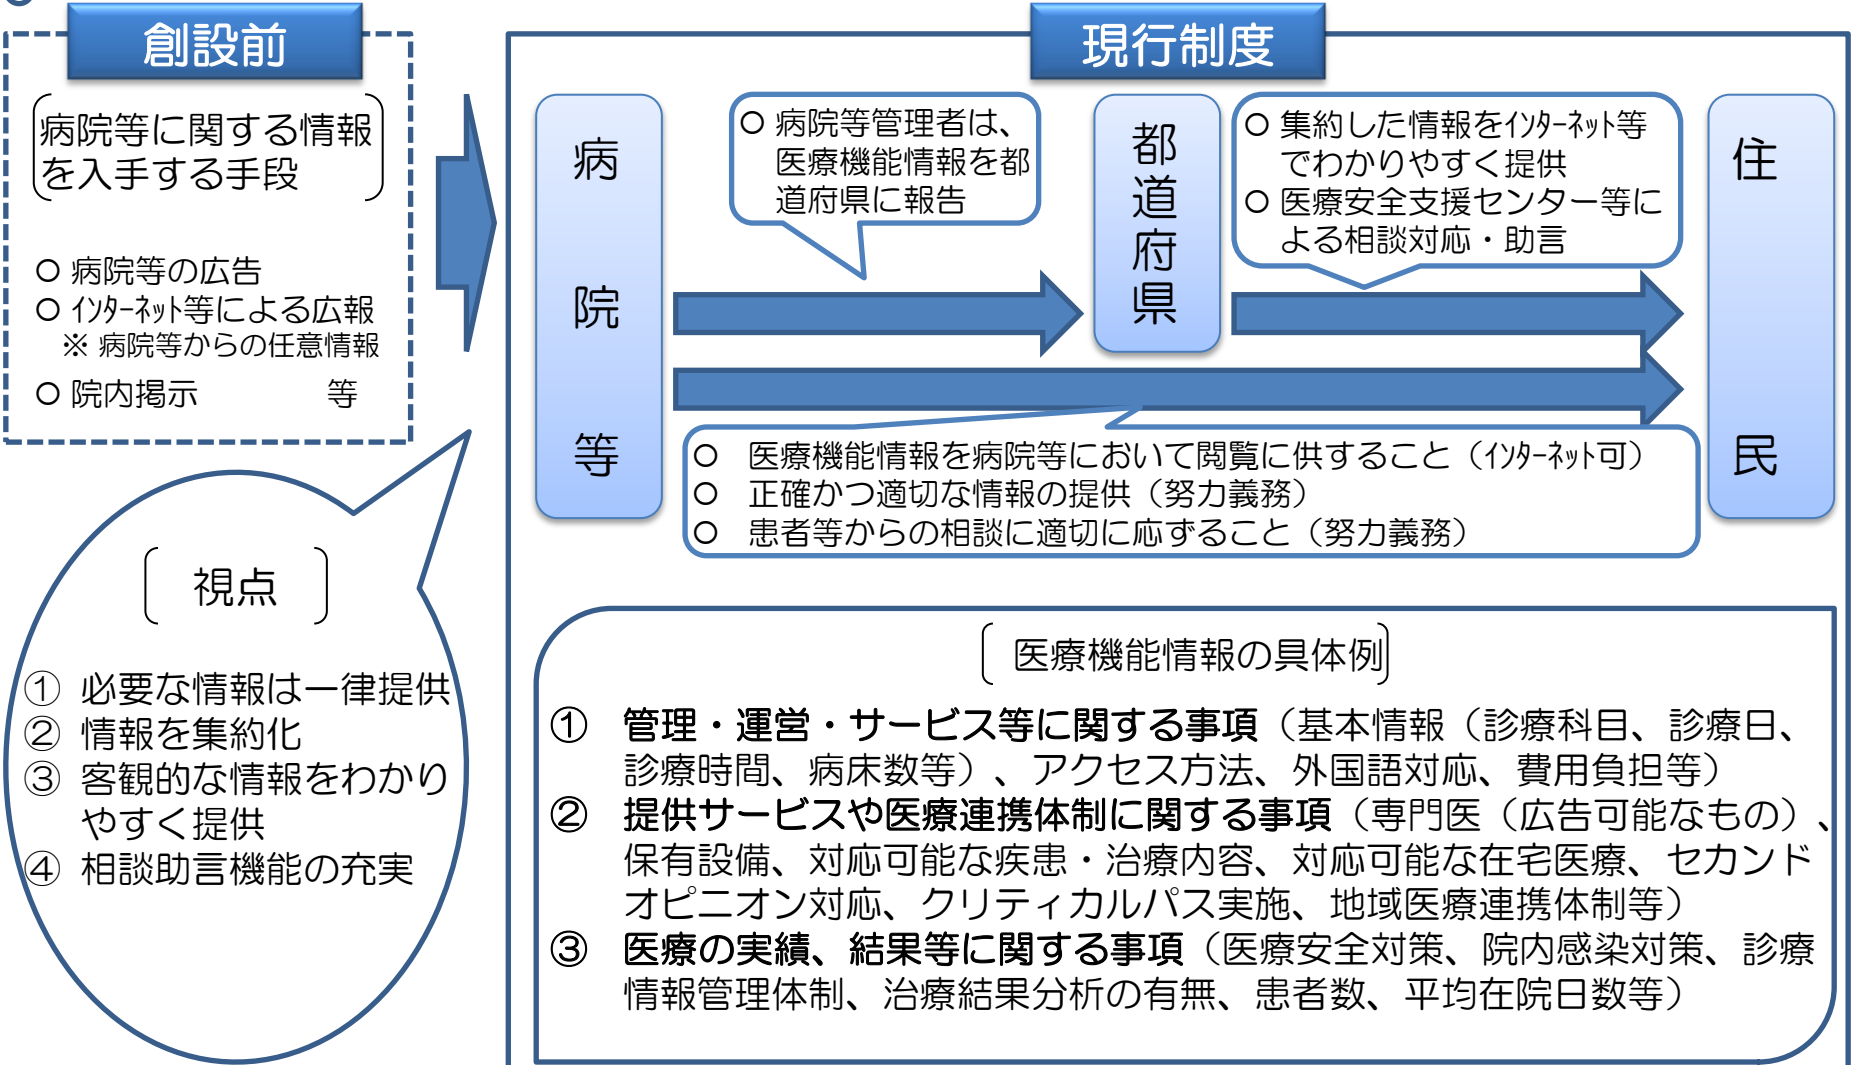 創設前
病院等に関する情報
を入手する手段
○ 病院等の広告
○ ｲﾝﾀｰﾈｯﾄ等による広報
※ 病院等からの任意情報
○ 院内掲示　　　　等
視点
① 必要な情報は一律提供
② 情報を集約化
③ 客観的な情報をわかり
やすく提供
④ 相談助言機能の充実
現行制度
病院等
○ 病院等管理者は、
医療機能情報を都
道府県に報告
都道府県
○ 集約した情報をｲﾝﾀｰﾈｯﾄ等
でわかりやすく提供
○ 医療安全支援センター等に
よる相談対応・助言
住民
○　医療機能情報を病院等において閲覧に供すること（ｲﾝﾀｰﾈｯﾄ可）
○　正確かつ適切な情報の提供（努力義務）
○　患者等からの相談に適切に応ずること（努力義務）
医療機能情報の具体例
①　管理・運営・サービス等に関する事項（基本情報（診療科目、診療日、
診療時間、病床数等）、アクセス方法、外国語対応、費用負担等）
②　提供サービスや医療連携体制に関する事項（専門医（広告可能なもの）、
保有設備、対応可能な疾患・治療内容、対応可能な在宅医療、セカンド
オピニオン対応、クリティカルパス実施、地域医療連携体制等）
③　医療の実績、結果等に関する事項（医療安全対策、院内感染対策、診療
情報管理体制、治療結果分析の有無、患者数、平均在院日数等）